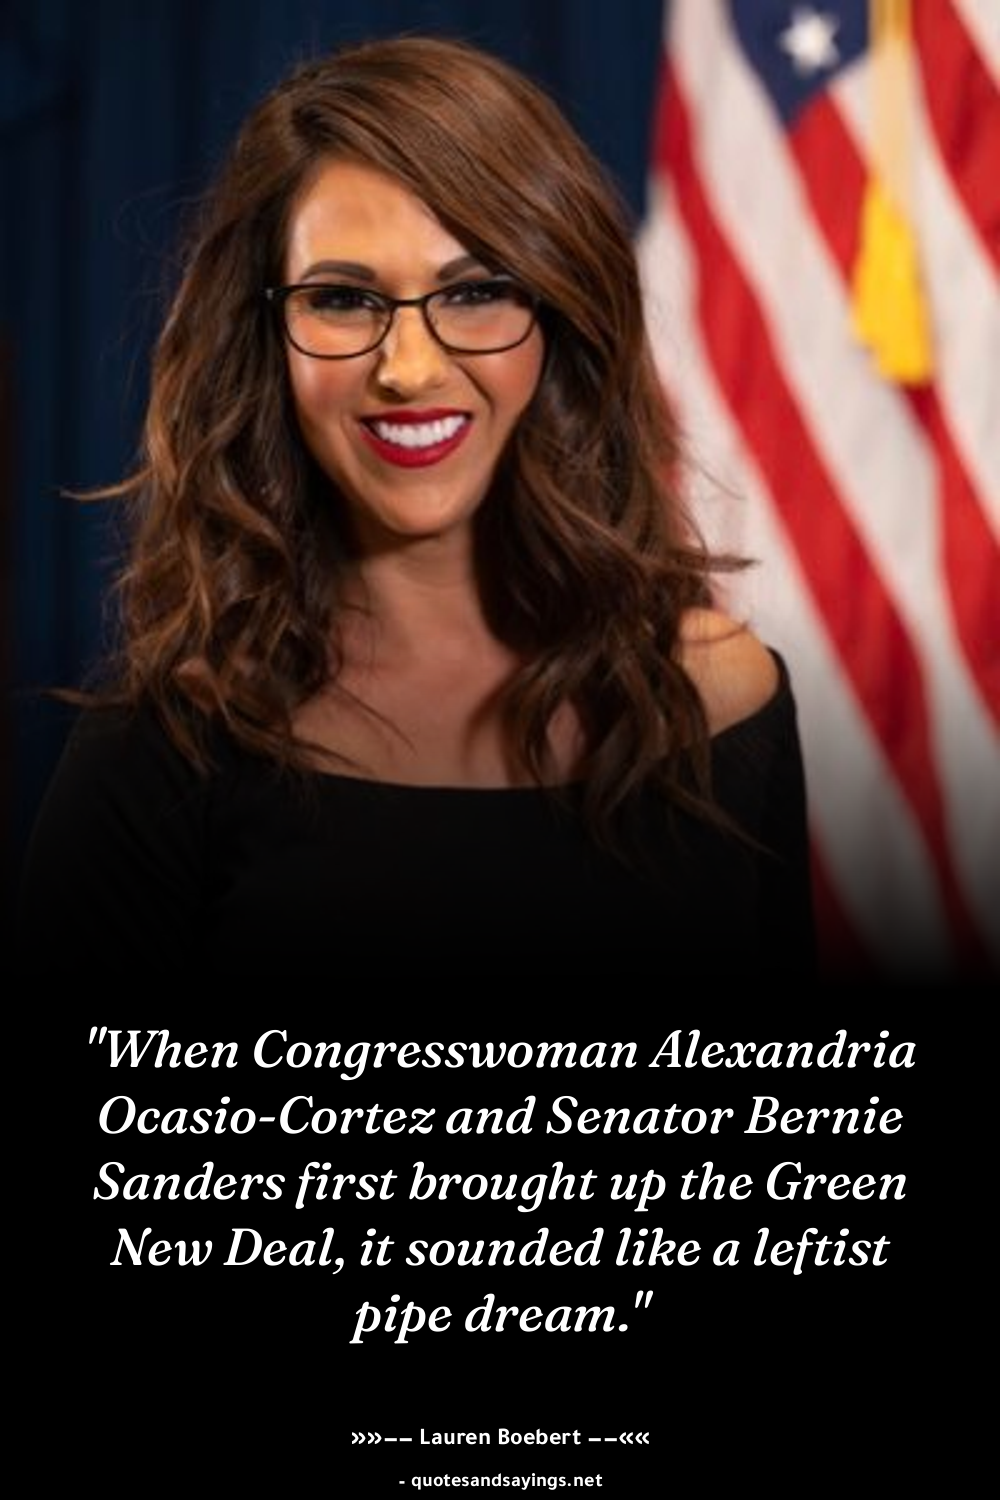 "When Congresswoman Alexandria
Ocasio-Cortez and Senator Bernie
Sanders first brought up the Green
New Deal, it sounded like a leftist
pipe dream."
»»−− Lauren Boebert −−««
- quotesandsayings.net